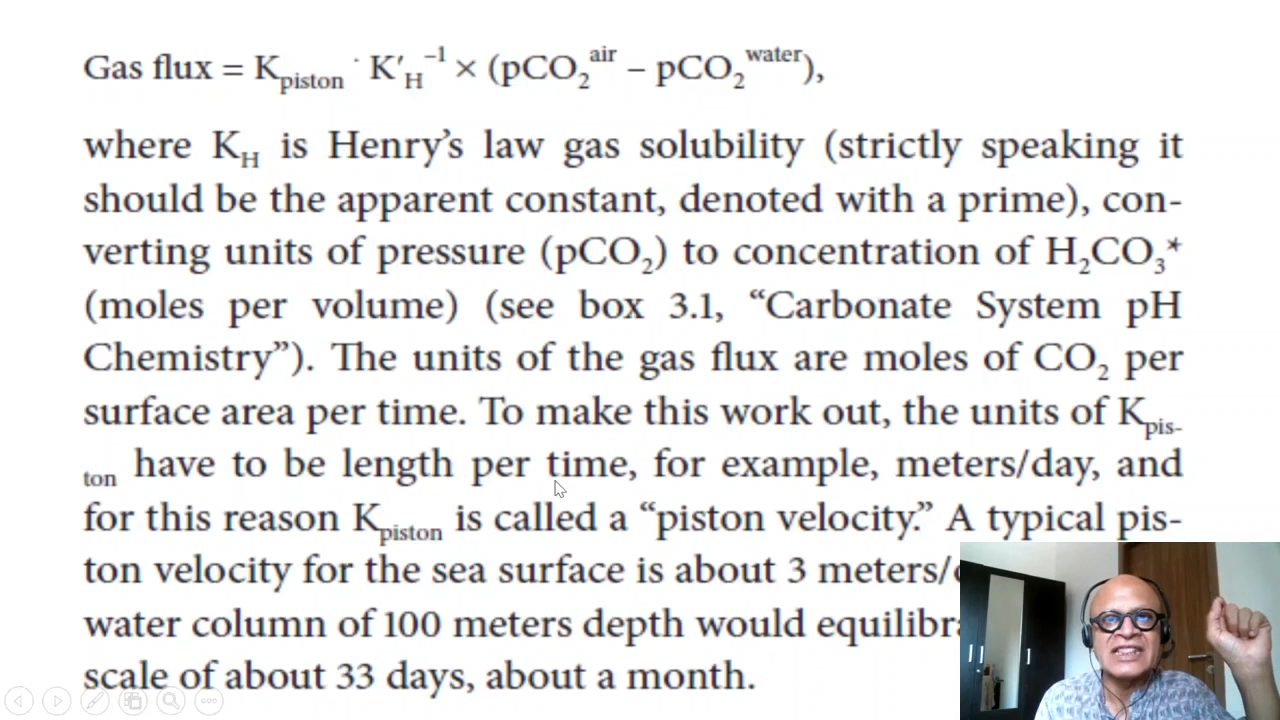 Gas flux = K_piston · K′_H^−1 × (pCO₂^air − pCO₂^water),
where K_H is Henry’s law gas solubility (strictly speaking it
should be the apparent constant, denoted with a prime), con-
verting units of pressure (pCO₂) to concentration of H₂CO₃*
(moles per volume) (see box 3.1, “Carbonate System pH
Chemistry”). The units of the gas flux are moles of CO₂ per
surface area per time. To make this work out, the units of K_pis-
ton have to be length per time, for example, meters/day, and
for this reason K_piston is called a “piston velocity.” A typical pis-
ton velocity for the sea surface is about 3 meters/
water column of 100 meters depth would
scale of about 33 days, about a month.